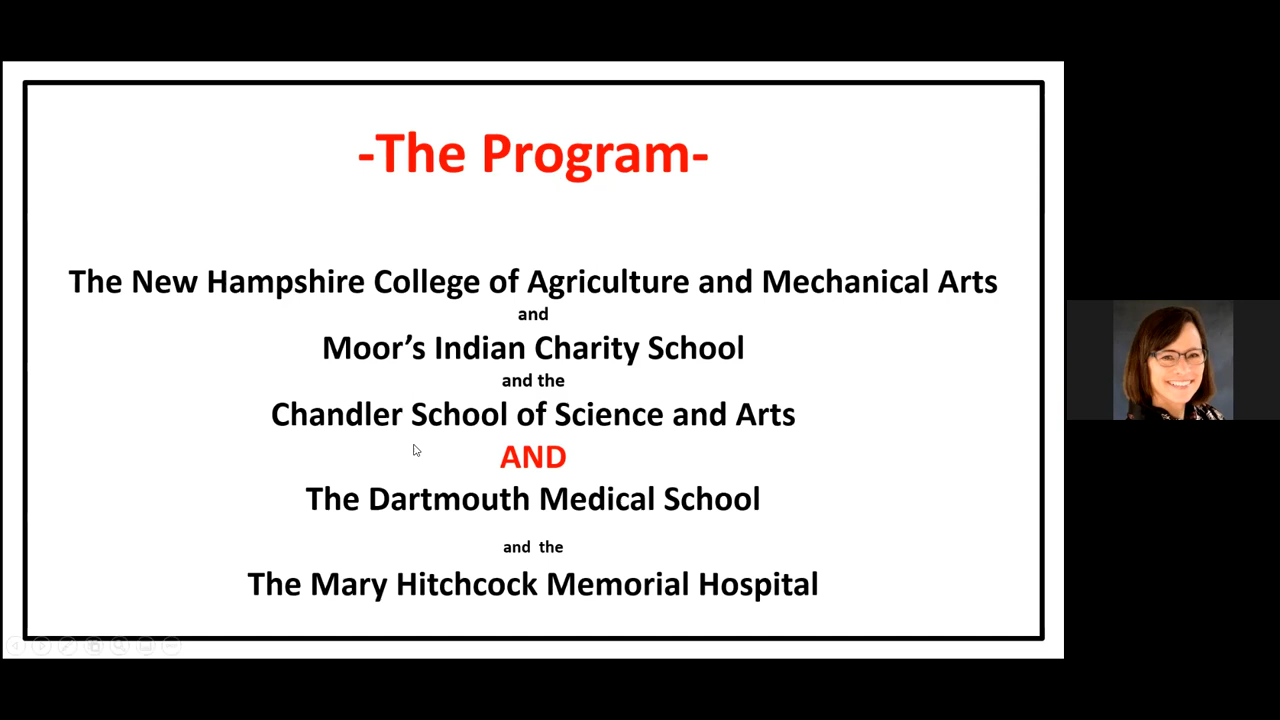 -The Program-
The New Hampshire College of Agriculture and Mechanical Arts
and
Moor’s Indian Charity School
and the
Chandler School of Science and Arts
AND
The Dartmouth Medical School
and the
The Mary Hitchcock Memorial Hospital